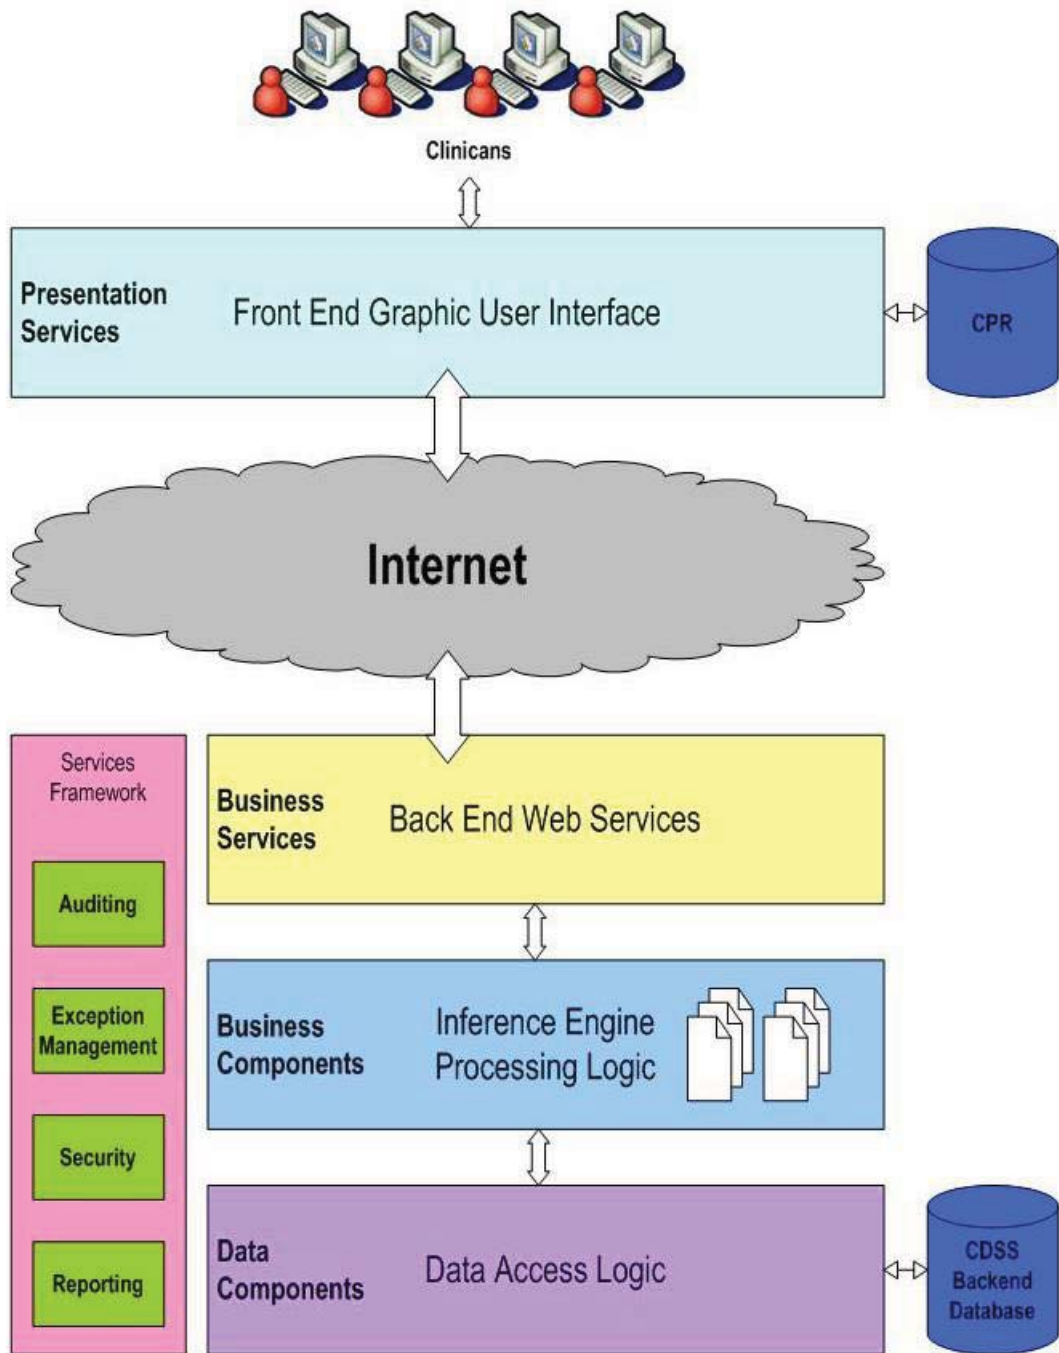 Clinicans
Presentation
Services
Front End Graphic User Interface
CPR
Internet
Services
Framework
Auditing
Exception
Management
Security
Reporting
Business
Services
Back End Web Services
Business
Components
Inference Engine
Processing Logic
Data
Components
Data Access Logic
CDSS
Backend
Database